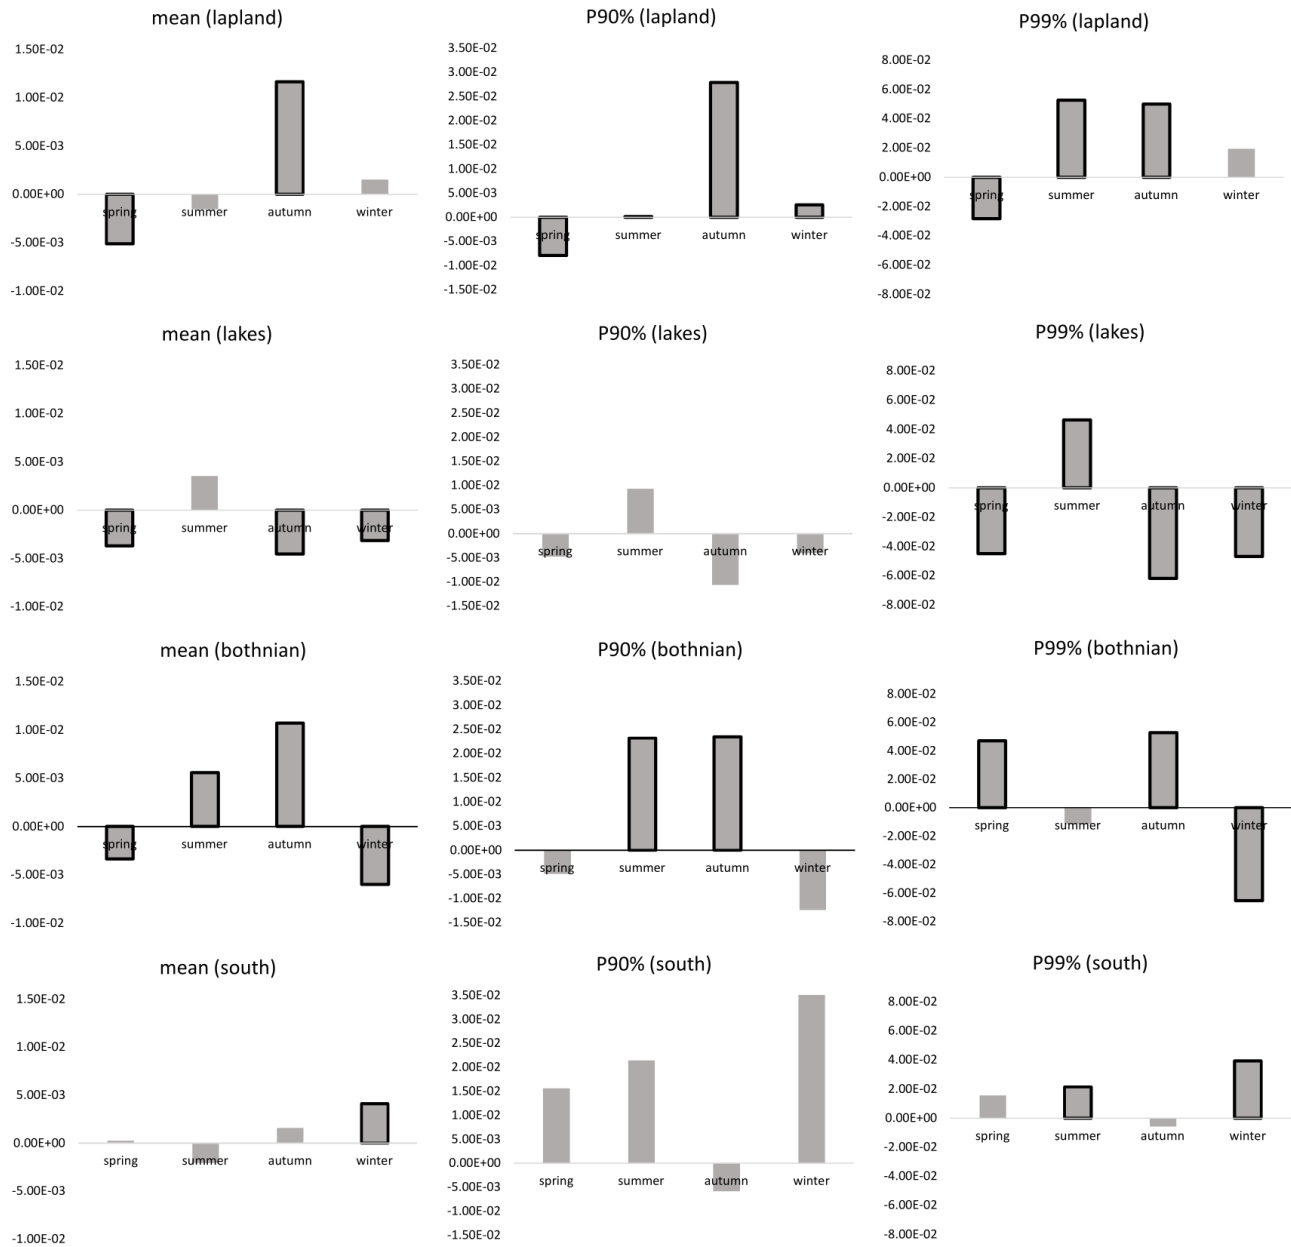 mean (lapland)
1.50E-02
1.00E-02
5.00E-03
0.00E+00
-5.00E-03
-1.00E-02
spring summer autumn winter
P90% (lapland)
3.50E-02
3.00E-02
2.50E-02
2.00E-02
1.50E-02
1.00E-02
5.00E-03
0.00E+00
-5.00E-03
-1.00E-02
-1.50E-02
spring summer autumn winter
P99% (lapland)
8.00E-02
6.00E-02
4.00E-02
2.00E-02
0.00E+00
-2.00E-02
-4.00E-02
-6.00E-02
-8.00E-02
spring summer autumn winter
mean (lakes)
1.50E-02
1.00E-02
5.00E-03
0.00E+00
-5.00E-03
-1.00E-02
spring summer autumn winter
P90% (lakes)
3.50E-02
3.00E-02
2.50E-02
2.00E-02
1.50E-02
1.00E-02
5.00E-03
0.00E+00
-5.00E-03
-1.00E-02
-1.50E-02
spring summer autumn winter
P99% (lakes)
8.00E-02
6.00E-02
4.00E-02
2.00E-02
0.00E+00
-2.00E-02
-4.00E-02
-6.00E-02
-8.00E-02
spring summer autumn winter
mean (bothnian)
1.50E-02
1.00E-02
5.00E-03
0.00E+00
-5.00E-03
-1.00E-02
spring summer autumn winter
P90% (bothnian)
3.50E-02
3.00E-02
2.50E-02
2.00E-02
1.50E-02
1.00E-02
5.00E-03
0.00E+00
-5.00E-03
-1.00E-02
-1.50E-02
spring summer autumn winter
P99% (bothnian)
8.00E-02
6.00E-02
4.00E-02
2.00E-02
0.00E+00
-2.00E-02
-4.00E-02
-6.00E-02
-8.00E-02
spring summer autumn winter
mean (south)
1.50E-02
1.00E-02
5.00E-03
0.00E+00
-5.00E-03
-1.00E-02
spring summer autumn winter
P90% (south)
3.50E-02
3.00E-02
2.50E-02
2.00E-02
1.50E-02
1.00E-02
5.00E-03
0.00E+00
-5.00E-03
-1.00E-02
-1.50E-02
spring summer autumn winter
P99% (south)
8.00E-02
6.00E-02
4.00E-02
2.00E-02
0.00E+00
-2.00E-02
-4.00E-02
-6.00E-02
-8.00E-02
spring summer autumn winter